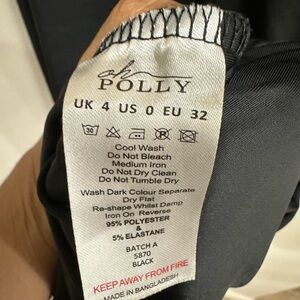 oh
POLLY
UK 4 US 0 EU 32
30
Cool Wash
Do Not Bleach
Medium Iron
Do Not Dry Clean
Do Not Tumble Dry
Wash Dark Colour Separate
Dry Flat
Re-shape Whilst Damp
Iron On Reverse
95% POLYESTER
&
5% ELASTANE
BATCH A
5870
BLACK
KEEP AWAY FROM FIRE
MADE IN BANGLADESH